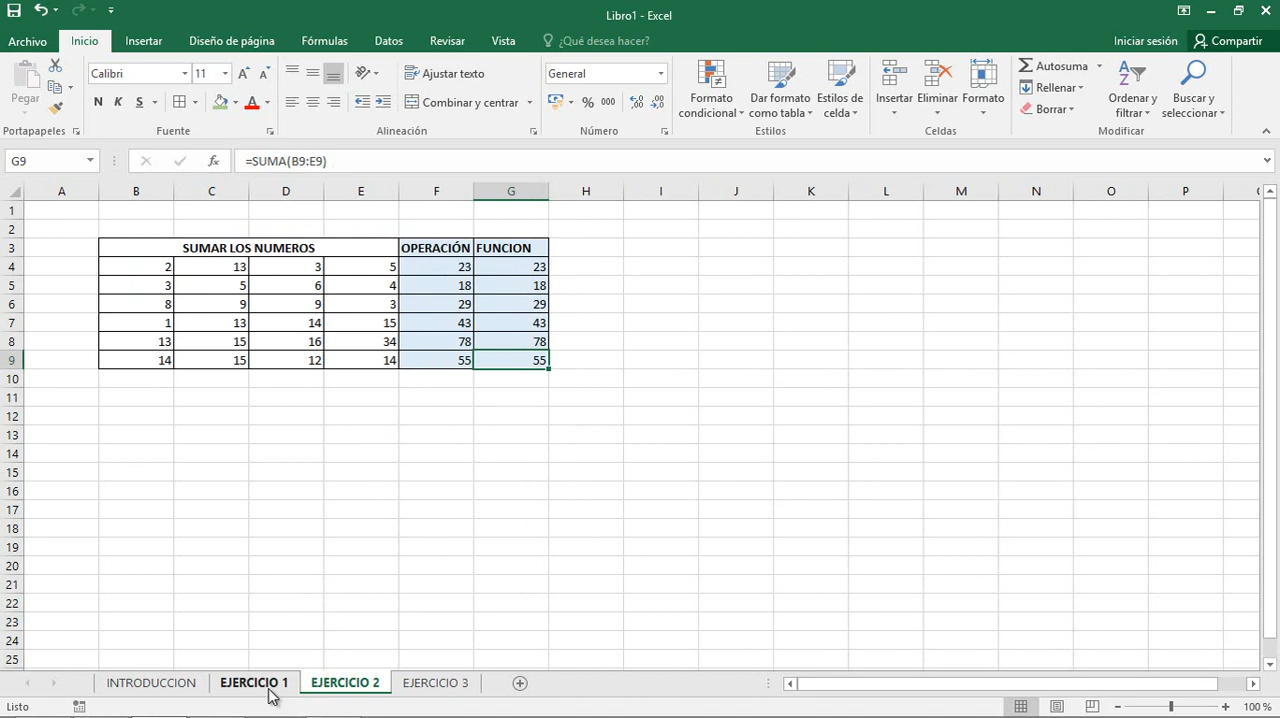 Libro1 - Excel
Archivo Inicio Insertar Diseño de página Fórmulas Datos Revisar Vista ¿Qué desea hacer? Iniciar sesión Compartir
Pegar
Calibri 11
N K S
Ajustar texto
Combinar y centrar
General
% 000
Formato condicional
Dar formato como tabla
Estilos de celda
Insertar Eliminar Formato
Autosuma
Rellenar
Borrar
Ordenar y filtrar
Buscar y seleccionar
Portapapeles Fuente Alineación Número Estilos Celdas Modificar
G9 fx =SUMA(B9:E9)
A B C D E F G H I J K L M N O P
1
2
3 SUMAR LOS NUMEROS OPERACIÓN FUNCION
4 2 13 3 5 23 23
5 3 5 6 4 18 18
6 8 9 9 3 29 29
7 1 13 14 15 43 43
8 13 15 16 34 78 78
9 14 15 12 14 55 55
10
11
12
13
14
15
16
17
18
19
20
21
22
23
24
25
INTRODUCCION EJERCICIO 1 EJERCICIO 2 EJERCICIO 3
Listo 100 %